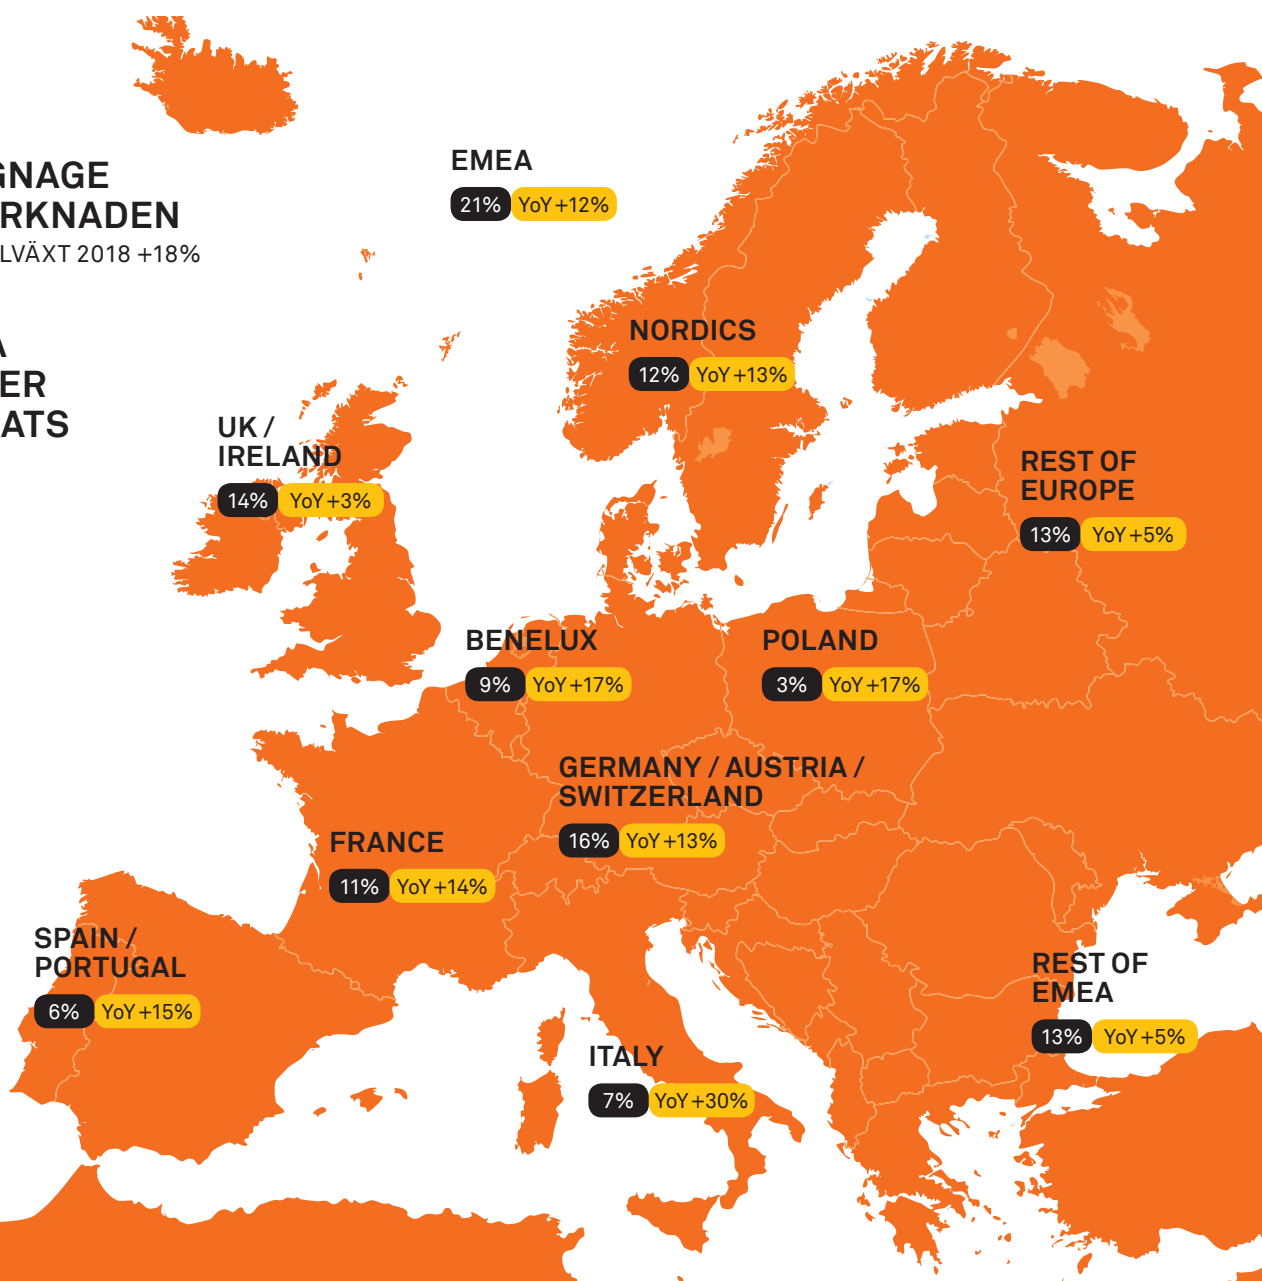 GNAGE
RKNADEN
LVÄXT 2018 +18%
A
ER
ATS
EMEA
21% YoY +12%
NORDICS
12% YoY +13%
UK /
IRELAND
14% YoY +3%
REST OF
EUROPE
13% YoY +5%
BENELUX
9% YoY +17%
POLAND
3% YoY +17%
GERMANY / AUSTRIA /
SWITZERLAND
16% YoY +13%
FRANCE
11% YoY +14%
SPAIN /
PORTUGAL
6% YoY +15%
REST OF
EMEA
13% YoY +5%
ITALY
7% YoY +30%